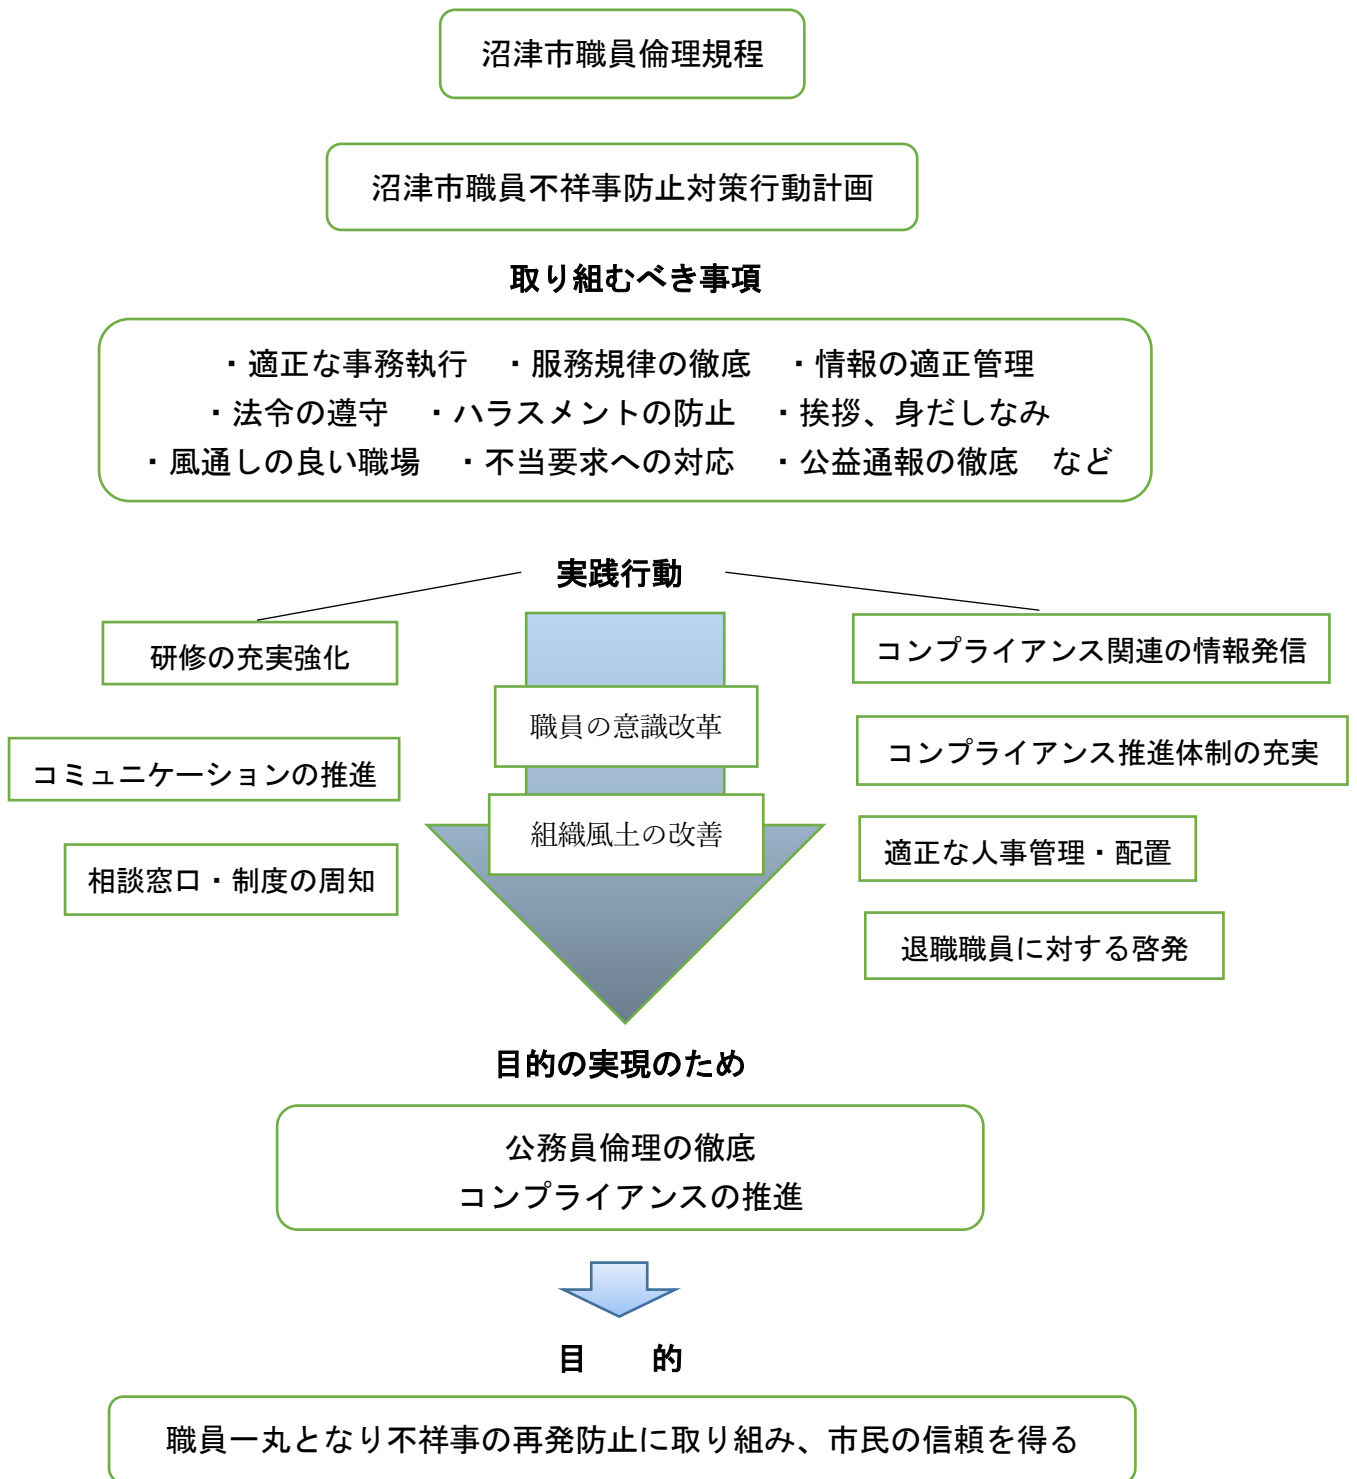 沼津市職員倫理規程
沼津市職員不祥事防止対策行動計画
取り組むべき事項
・適正な事務執行　・服務規律の徹底　・情報の適正管理
・法令の遵守　・ハラスメントの防止　・挨拶、身だしなみ
・風通しの良い職場　・不当要求への対応　・公益通報の徹底　など
実践行動
研修の充実強化
コミュニケーションの推進
相談窓口・制度の周知
職員の意識改革
組織風土の改善
コンプライアンス関連の情報発信
コンプライアンス推進体制の充実
適正な人事管理・配置
退職職員に対する啓発
目的の実現のため
公務員倫理の徹底
コンプライアンスの推進
目　　的
職員一丸となり不祥事の再発防止に取り組み、市民の信頼を得る